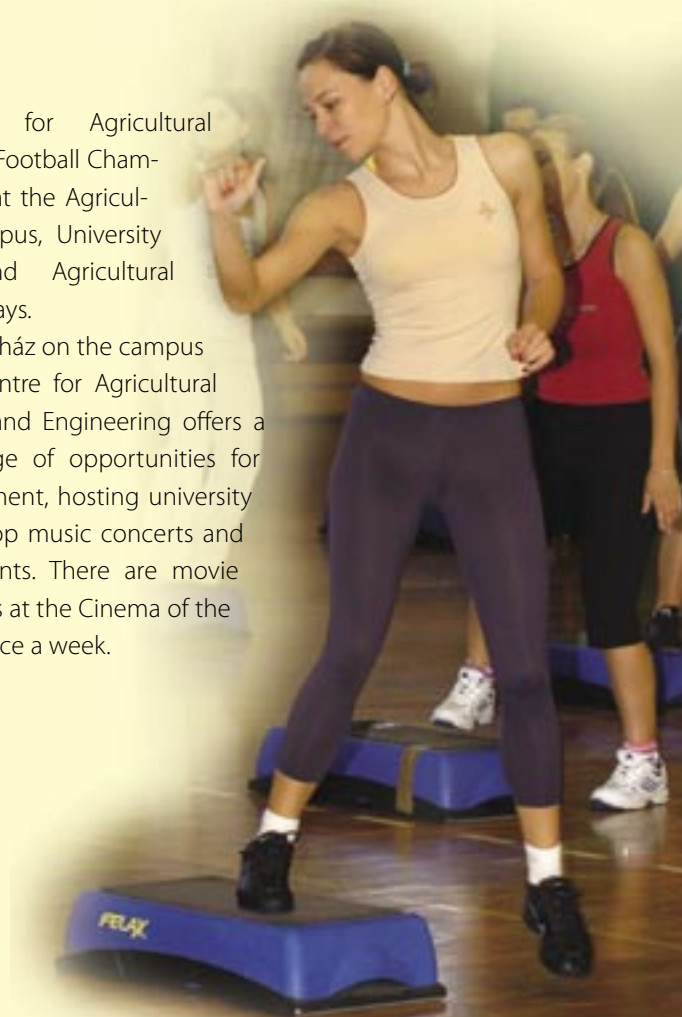 for Agricultural
Football Cham-
at the Agricul-
pus, University
nd Agricultural
ays.
ház on the campus
ntre for Agricultural
and Engineering offers a
ge of opportunities for
ment, hosting university
op music concerts and
nts. There are movie
s at the Cinema of the
ce a week.
RELAX